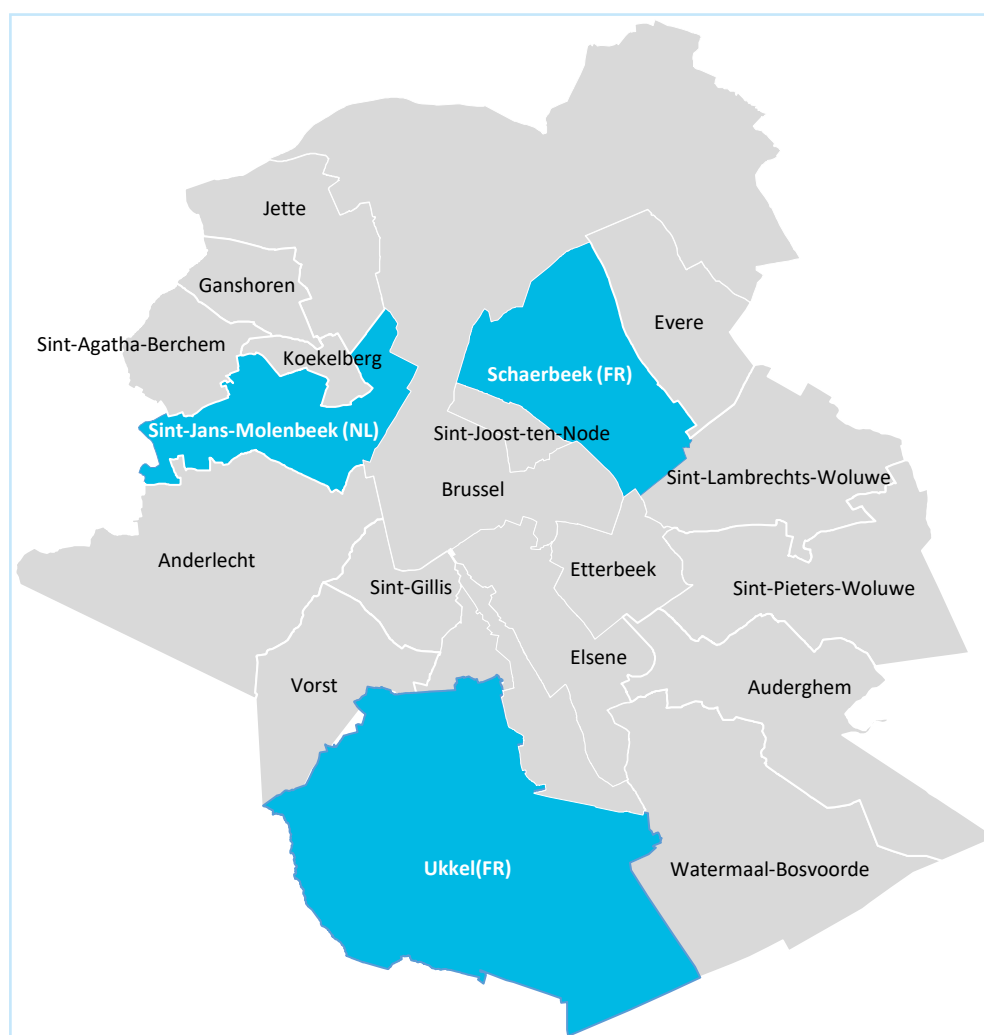 Jette
Ganshoren
Evere
Sint-Agatha-Berchem
Koekelberg
Schaerbeek (FR)
Sint-Jans-Molenbeek (NL)
Sint-Joost-ten-Node
Sint-Lambrechts-Woluwe
Brussel
Anderlecht
Etterbeek
Sint-Gillis
Sint-Pieters-Woluwe
Elsene
Vorst
Auderghem
Ukkel(FR)
Watermaal-Bosvoorde